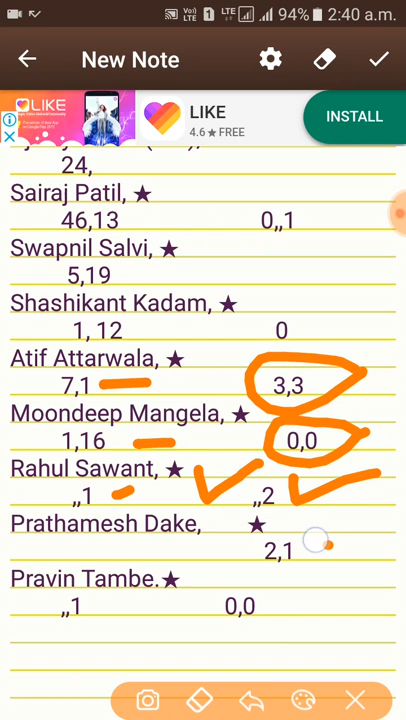 Vo))
LTE
1
LTE
94%
2:40 a.m.
New Note
LIKE
LIKE
4.6★FREE
INSTALL
24,
Sairaj Patil, ★
46,13 0,,1
Swapnil Salvi, ★
5,19
Shashikant Kadam, ★
1, 12 0
Atif Attarwala, ★
7,1 3,3
Moondeep Mangela, ★
1,16 0,0
Rahul Sawant, ★
,,1 ,,2
Prathamesh Dake, ★
2,1
Pravin Tambe.★
,,1 0,0